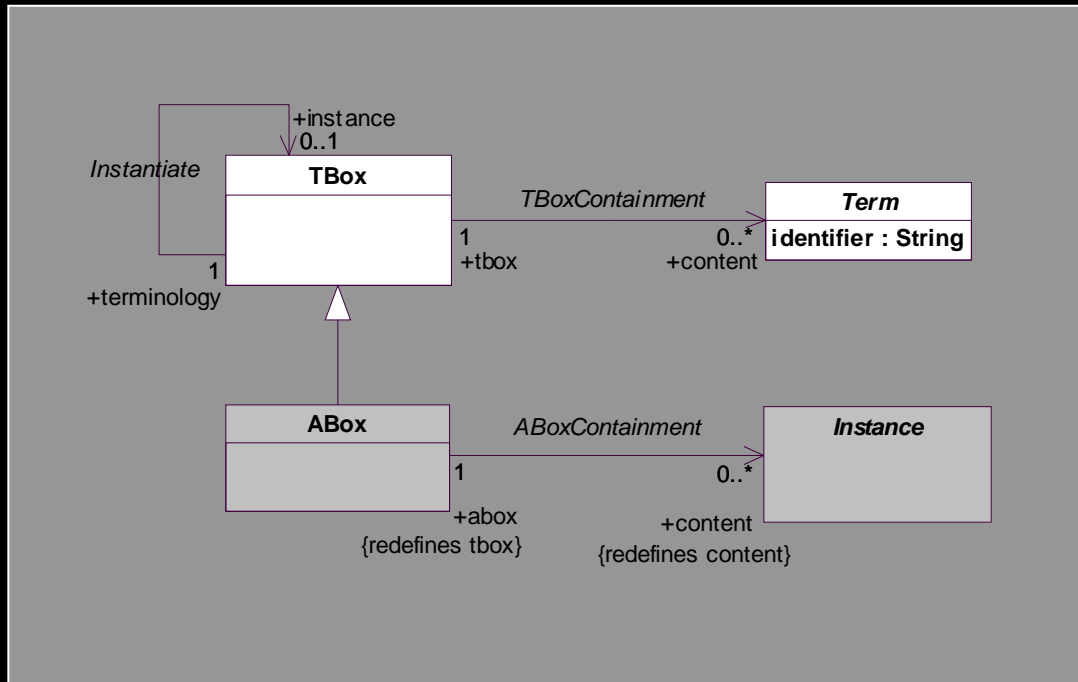 +instance
0..1
Instantiate
TBox
1
+terminology
TBoxContainment
1
+tbox
0..*
+content
Term
identifier : String
ABox
ABoxContainment
1
+abox
{redefines tbox}
0..*
+content
{redefines content}
Instance